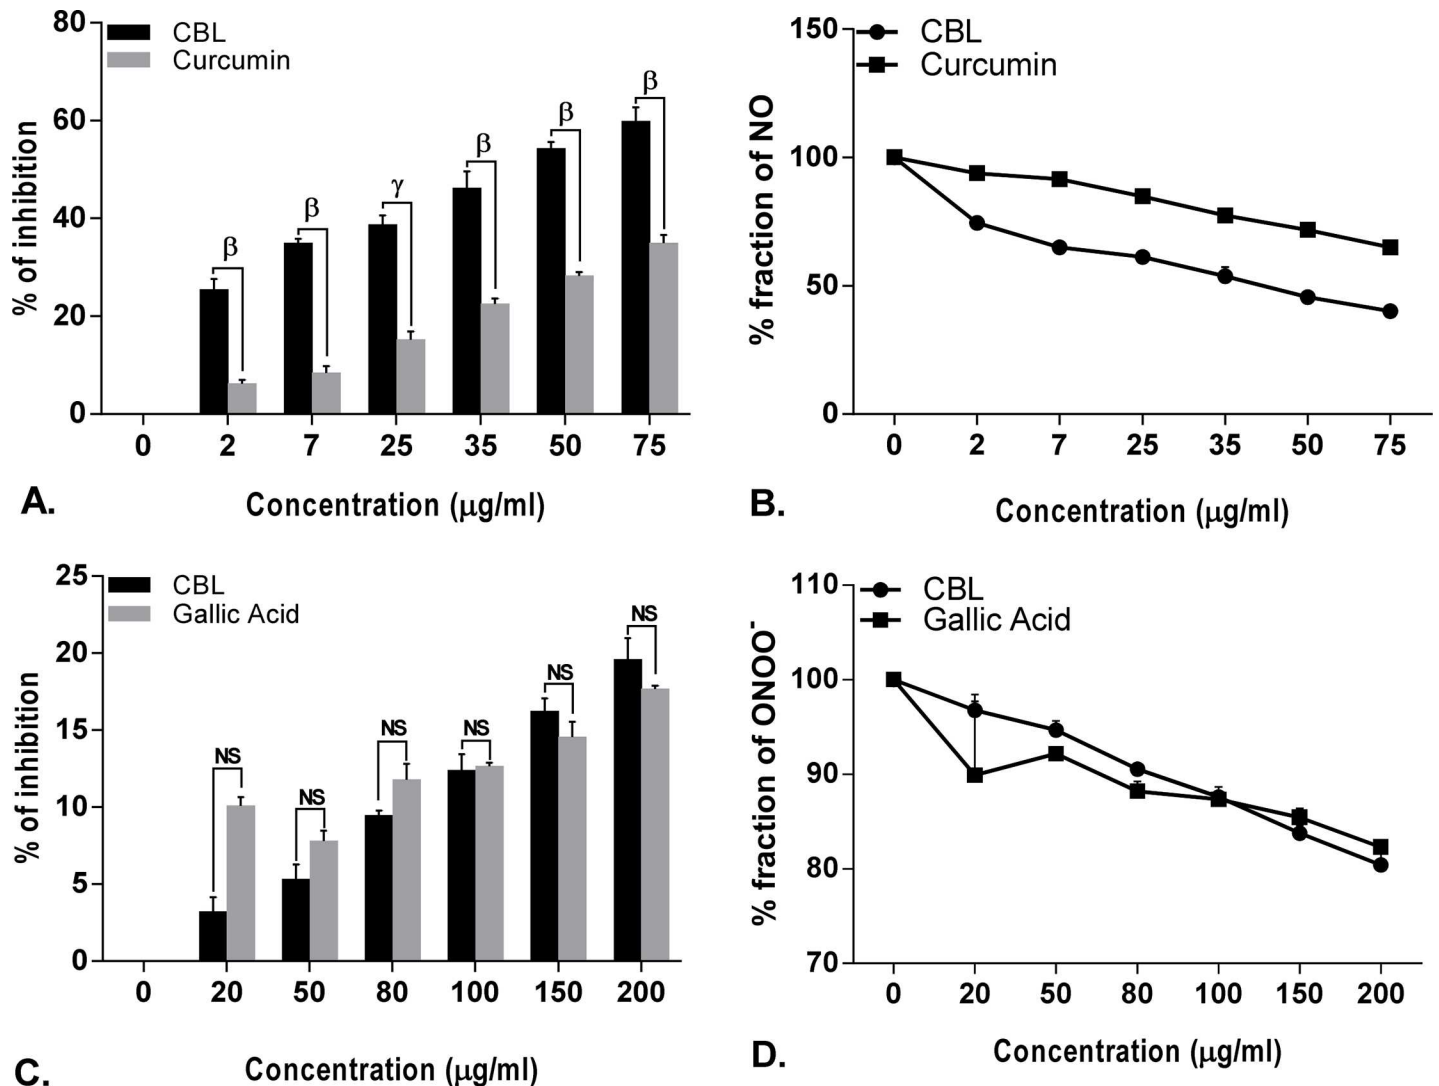 80
60
40
20
0
% of inhibition
CBL
Curcumin
β
β
γ
β
β
β
0 2 7 25 35 50 75
Concentration (μg/ml)
A.
150
100
50
0
% fraction of NO
CBL
Curcumin
0 2 7 25 35 50 75
Concentration (μg/ml)
B.
25
20
15
10
5
0
% of inhibition
CBL
Gallic Acid
NS
NS
NS
NS
NS
NS
0 20 50 80 100 150 200
Concentration (μg/ml)
C.
110
100
90
80
70
% fraction of ONOO⁻
CBL
Gallic Acid
0 20 50 80 100 150 200
Concentration (μg/ml)
D.